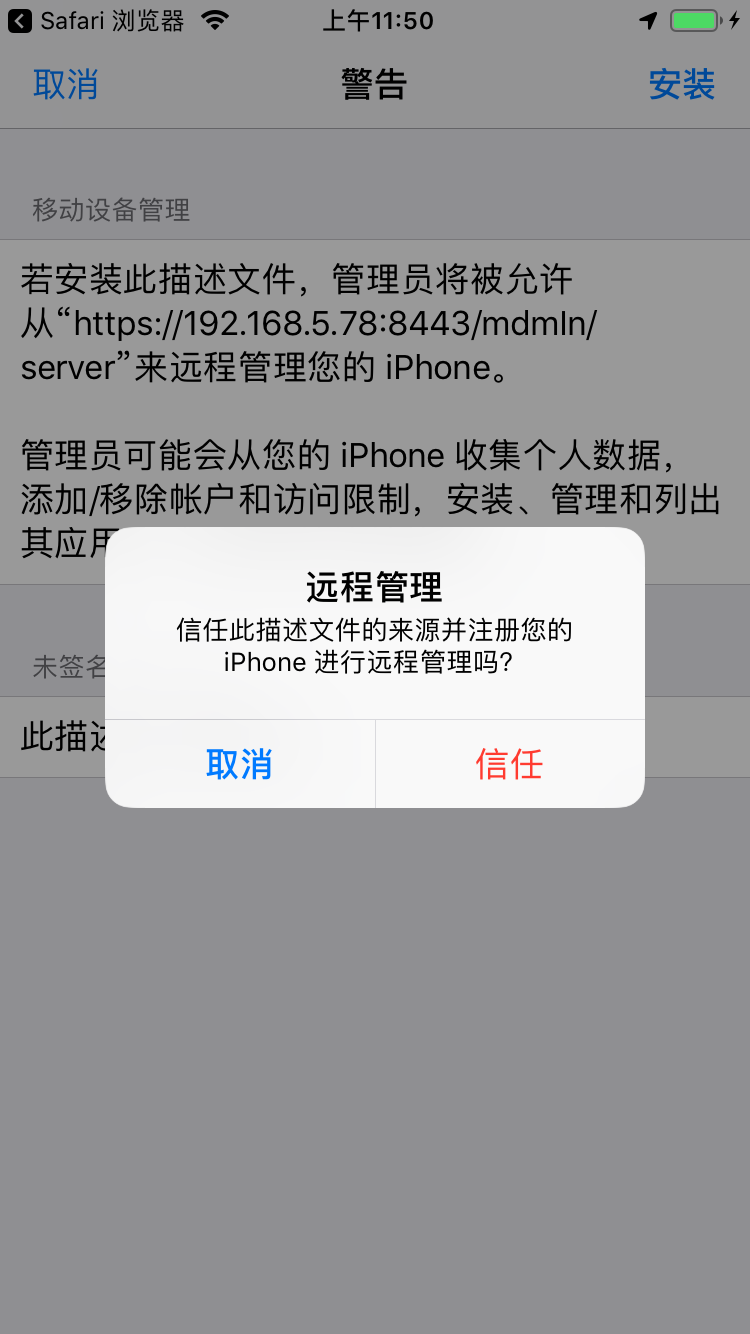 Safari 浏览器
上午11:50
取消
警告
安装
移动设备管理
若安装此描述文件，管理员将被允许
从“https://192.168.5.78:8443/mdmIn/
server”来远程管理您的 iPhone。
管理员可能会从您的 iPhone 收集个人数据，
添加/移除帐户和访问限制，安装、管理和列出
其应用
远程管理
信任此描述文件的来源并注册您的
iPhone 进行远程管理吗?
未签名
此描述
取消
信任